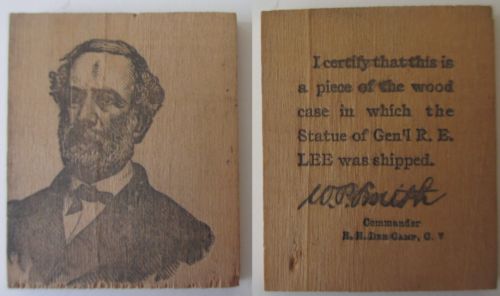 I certify that this is
a piece of the wood
case in which the
Statue of Gen'l R. E.
LEE was shipped.
W. P. Smith
Commander
R. E. LEE CAMP, C. V